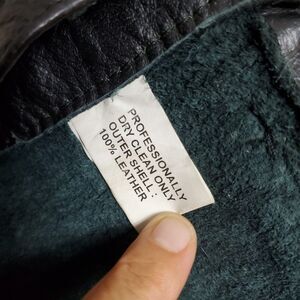 PROFESSIONALLY
DRY CLEAN ONLY
OUTER SHELL :
100% LEATHER